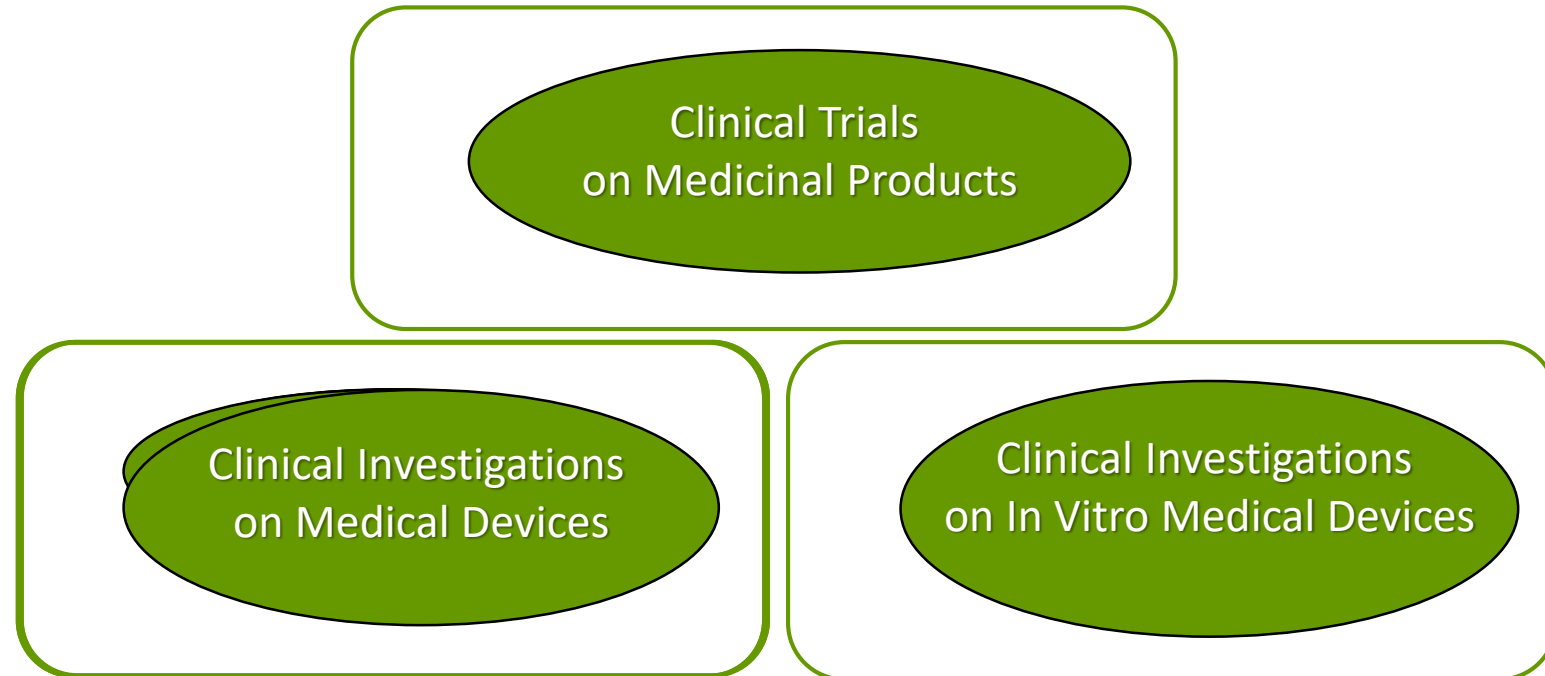 Clinical Trials
on Medicinal Products
Clinical Investigations
on Medical Devices
Clinical Investigations
on In Vitro Medical Devices